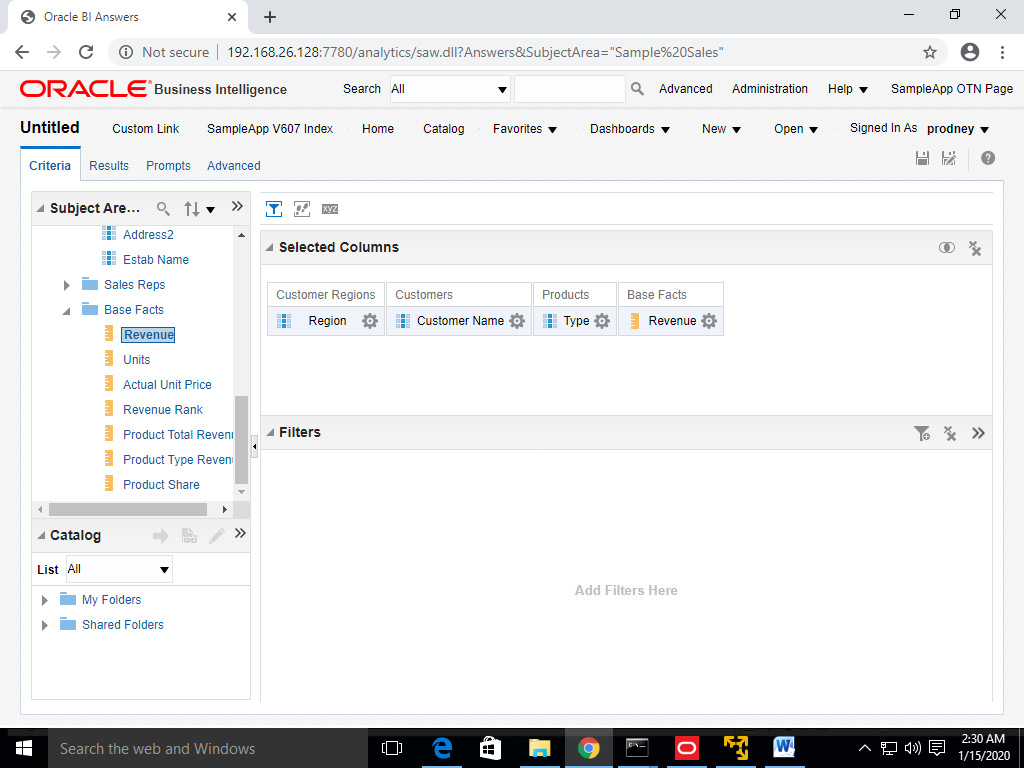 Oracle BI Answers
Not secure 192.168.26.128:7780/analytics/saw.dll?Answers&SubjectArea="Sample%20Sales"
ORACLE Business Intelligence Search All Advanced Administration Help SampleApp OTN Page
Untitled Custom Link SampleApp V607 Index Home Catalog Favorites Dashboards New Open Signed In As prodney
Criteria Results Prompts Advanced
Subject Are...
xyz
Address2
Estab Name
Sales Reps
Base Facts
Revenue
Units
Actual Unit Price
Revenue Rank
Product Total Revenu
Product Type Revenu
Product Share
Catalog
List All
My Folders
Shared Folders
Selected Columns
Customer Regions Customers Products Base Facts
Region Customer Name Type Revenue
Filters
Add Filters Here
Search the web and Windows
2:30 AM
1/15/2020